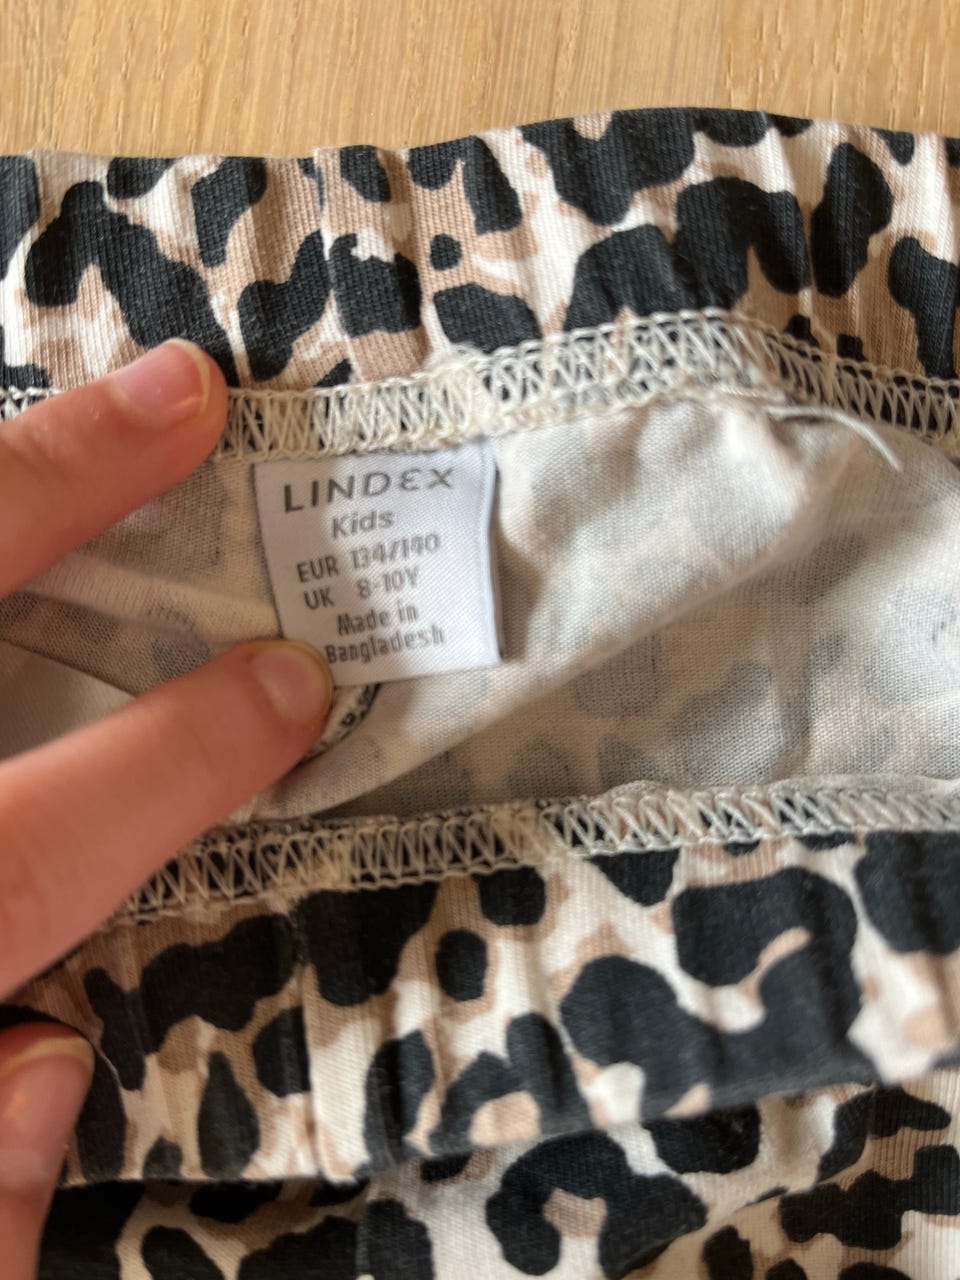 LINDEX
Kids
EUR 134/140
UK 8-10Y
Made in
Bangladesh